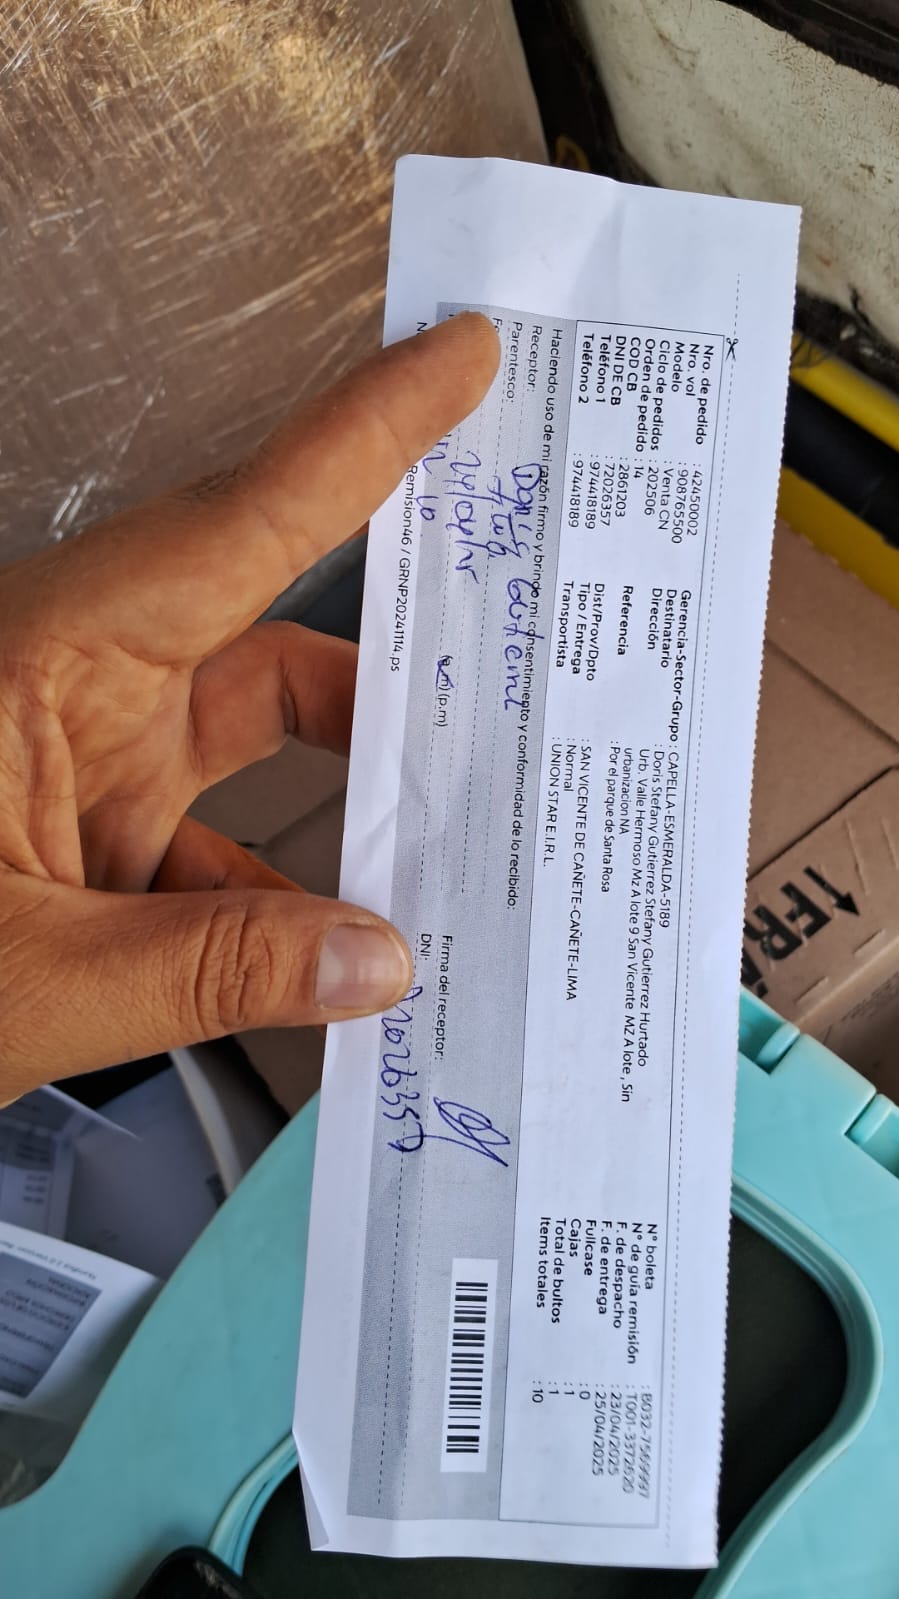 Nro. de pedido : 42450002
Nro. vol : 908765500
Modelo : Venta CN
Ciclo de pedidos : 202506
Orden de pedido : 14
COD CB : 2861203
DNI DE CB : 72026357
Teléfono 1 : 974418189
Teléfono 2 : 974418189
Gerencia-Sector-Grupo : CAPELLA-ESMERALDA-5189
Destinatario : Doris Stefany Gutierrez Stefany Gutierrez Hurtado
Dirección : Urb. Valle Hermoso Mz A lote 9 San Vicente MZ A lote , Sin
urbanizacion NA
Referencia : Por el parque de Santa Rosa
Dist/Prov/Dpto : SAN VICENTE DE CAÑETE-CAÑETE-LIMA
Tipo / Entrega : Normal
Transportista : UNION STAR E.I.R.L.
N° boleta : B032-7569997
N° de guía remisión : T001-3372620
F. de despacho : 23/04/2025
F. de entrega : 25/04/2025
Fullcase : 0
Cajas : 1
Total de bultos : 1
Items totales : 10
Haciendo uso de mi razón firmo y brindo mi consentimiento y conformidad de lo recibido:
Receptor:
Parentesco:
(a.m) (p.m)
Firma del receptor:
DNI:
Remision46 / GRNP20241114.ps
FR